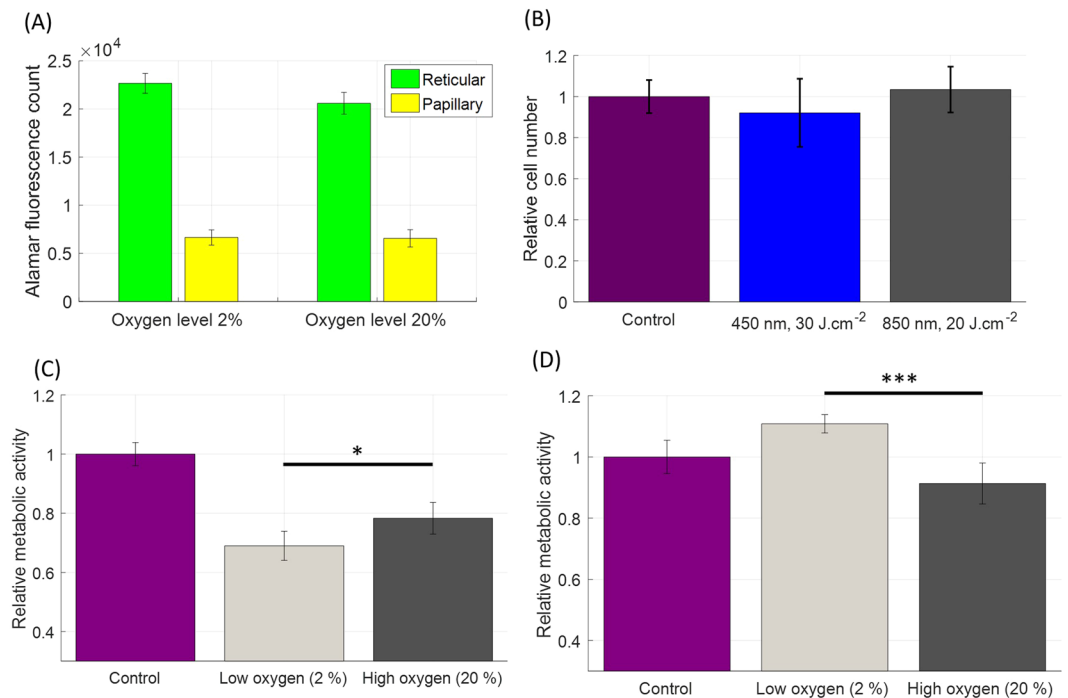 (A)
×10⁴
2.5
2
1.5
1
0.5
0
Alamar fluorescence count
Reticular
Papillary
Oxygen level 2%
Oxygen level 20%
(B)
1.2
1
0.8
0.6
0.4
0.2
0
Relative cell number
Control
450 nm, 30 J.cm⁻²
850 nm, 20 J.cm⁻²
(C)
1.2
1
0.8
0.6
0.4
Relative metabolic activity
*
Control
Low oxygen (2 %)
High oxygen (20 %)
(D)
1.2
1
0.8
0.6
0.4
Relative metabolic activity
***
Control
Low oxygen (2 %)
High oxygen (20 %)